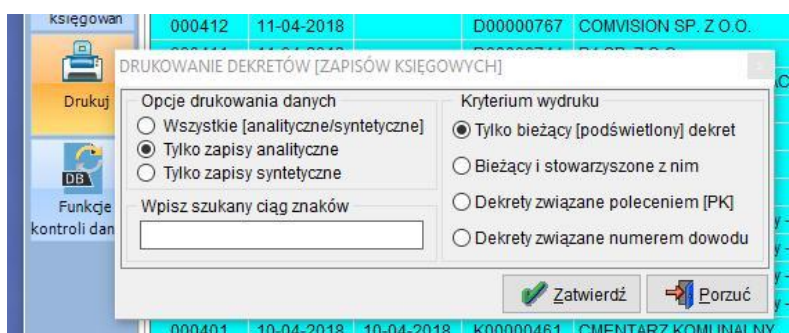 księgowan
000412 11-04-2018 D00000767 COMVISION SP. Z O.O.
DRUKOWANIE DEKRETÓW [ZAPISÓW KSIĘGOWYCH]
Drukuj
Opcje drukowania danych
Wszystkie [analityczne/syntetyczne]
Tylko zapisy analityczne
Tylko zapisy syntetyczne
Wpisz szukany ciąg znaków
Kryterium wydruku
Tylko bieżący [podświetlony] dekret
Bieżący i stowarzyszone z nim
Dekrety związane poleceniem [PK]
Dekrety związane numerem dowodu
DB
Funkcje
kontroli dan
Zatwierdź
Porzuć
000401 10-04-2018 10-04-2018 K00000461 CMENTARZ KOMUNALNY